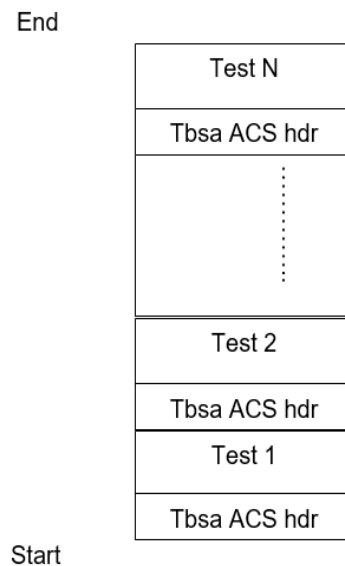 End
Test N
Tbsa ACS hdr
Test 2
Tbsa ACS hdr
Test 1
Tbsa ACS hdr
Start